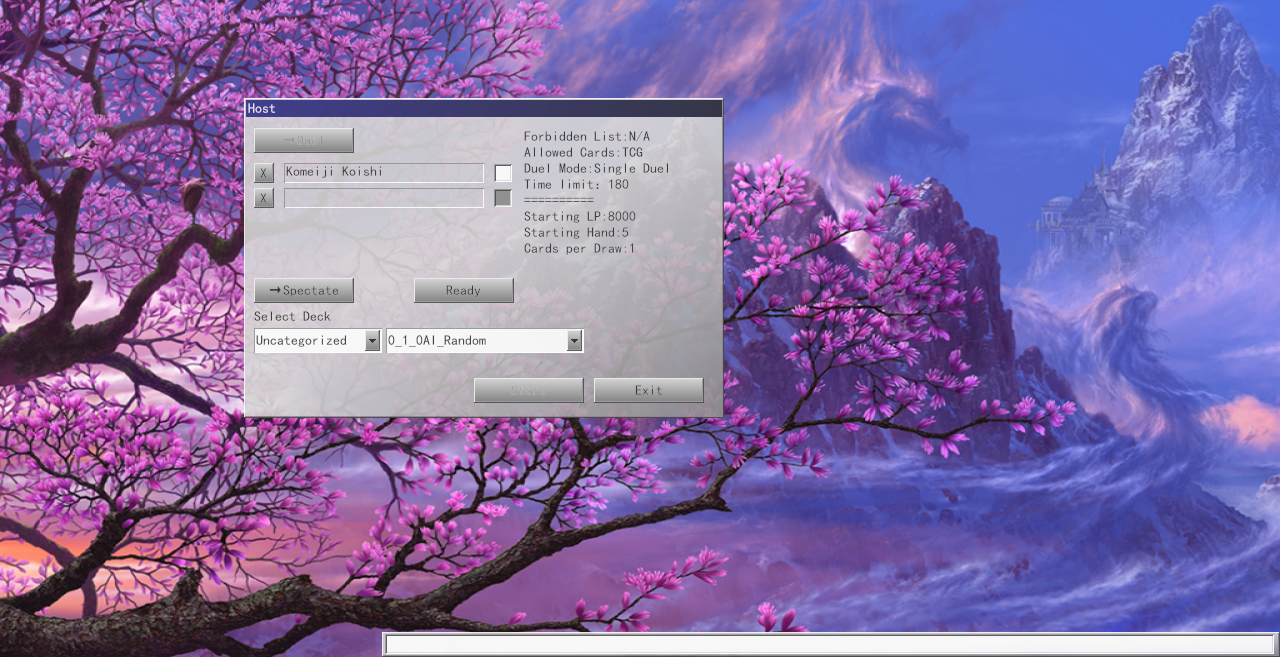 Host
→Duel
Forbidden List:N/A
Allowed Cards:TCG
X
Komeiji Koishi
Duel Mode:Single Duel
Time limit: 180
X
==========
Starting LP:8000
Starting Hand:5
Cards per Draw:1
→Spectate
Ready
Select Deck
Uncategorized
0_1_0AI_Random
Start
Exit